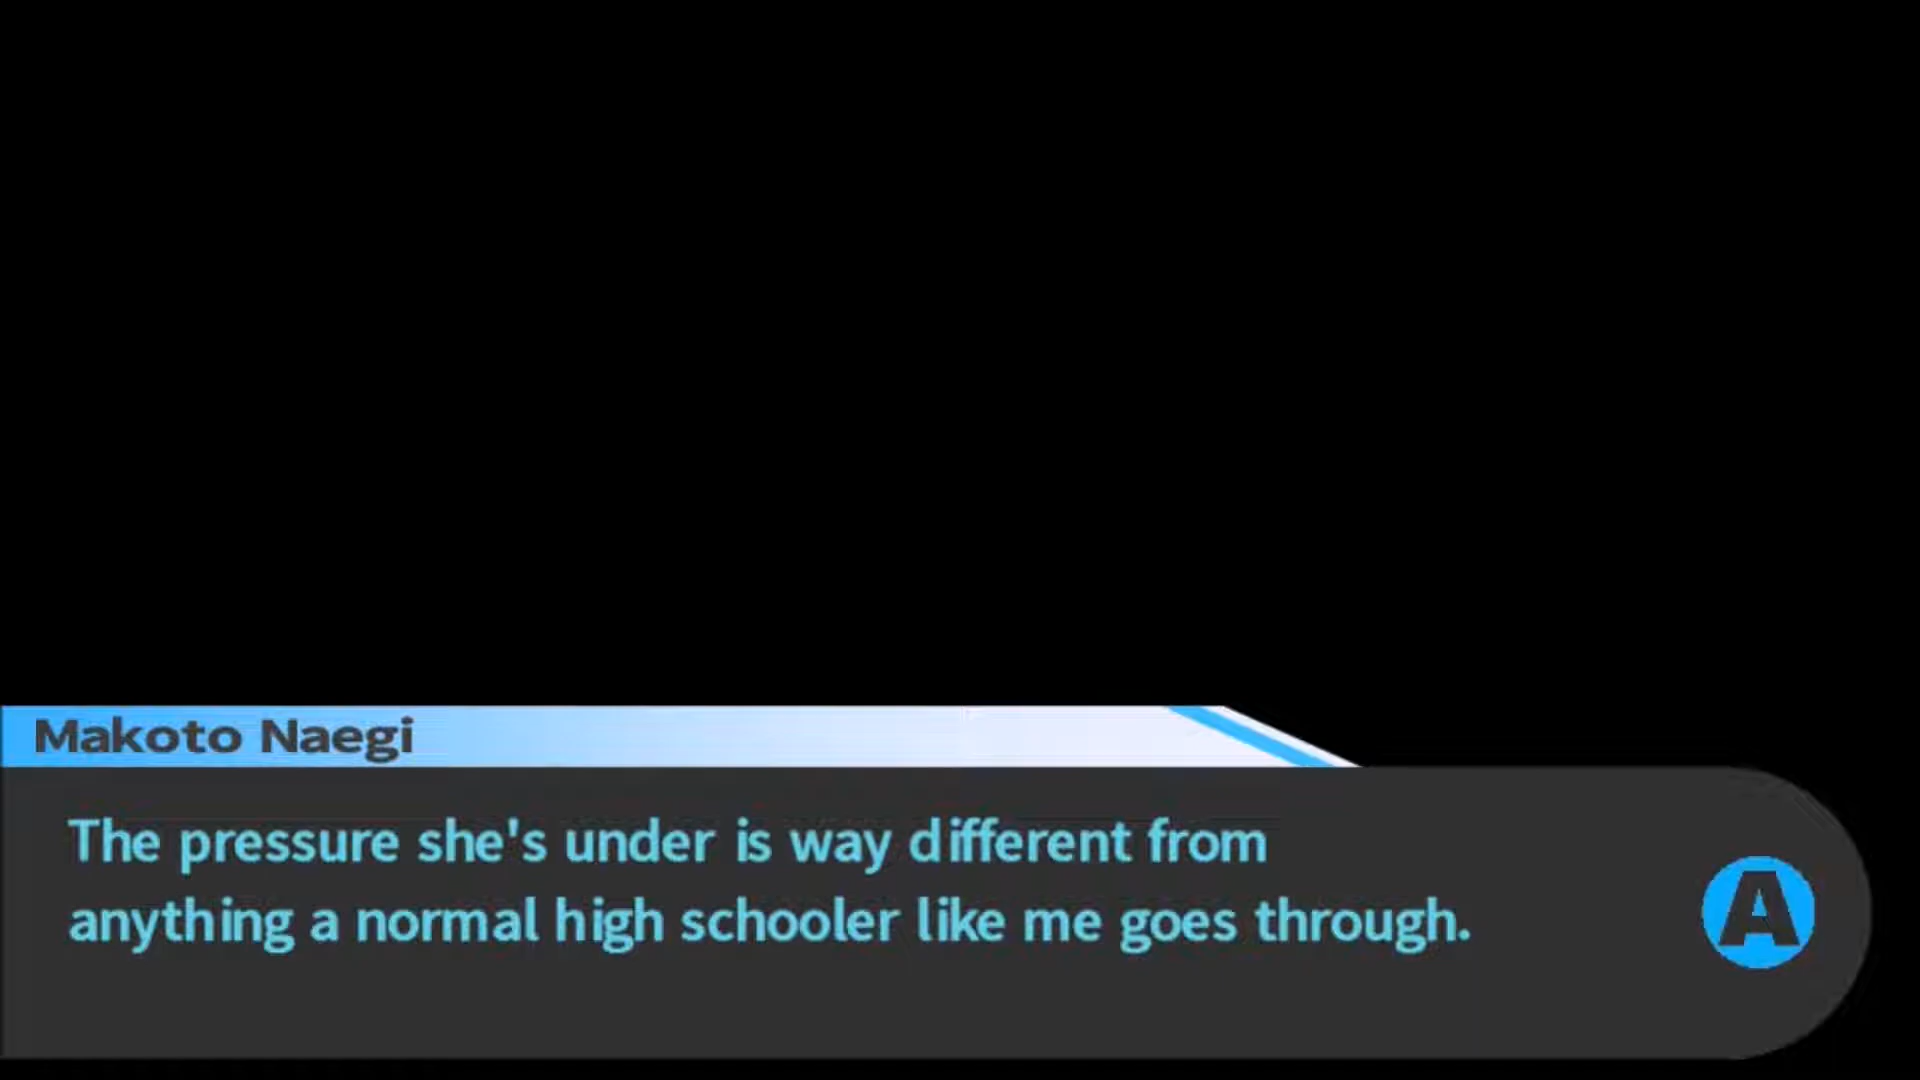 Makoto Naegi
The pressure she's under is way different from
anything a normal high schooler like me goes through.
A